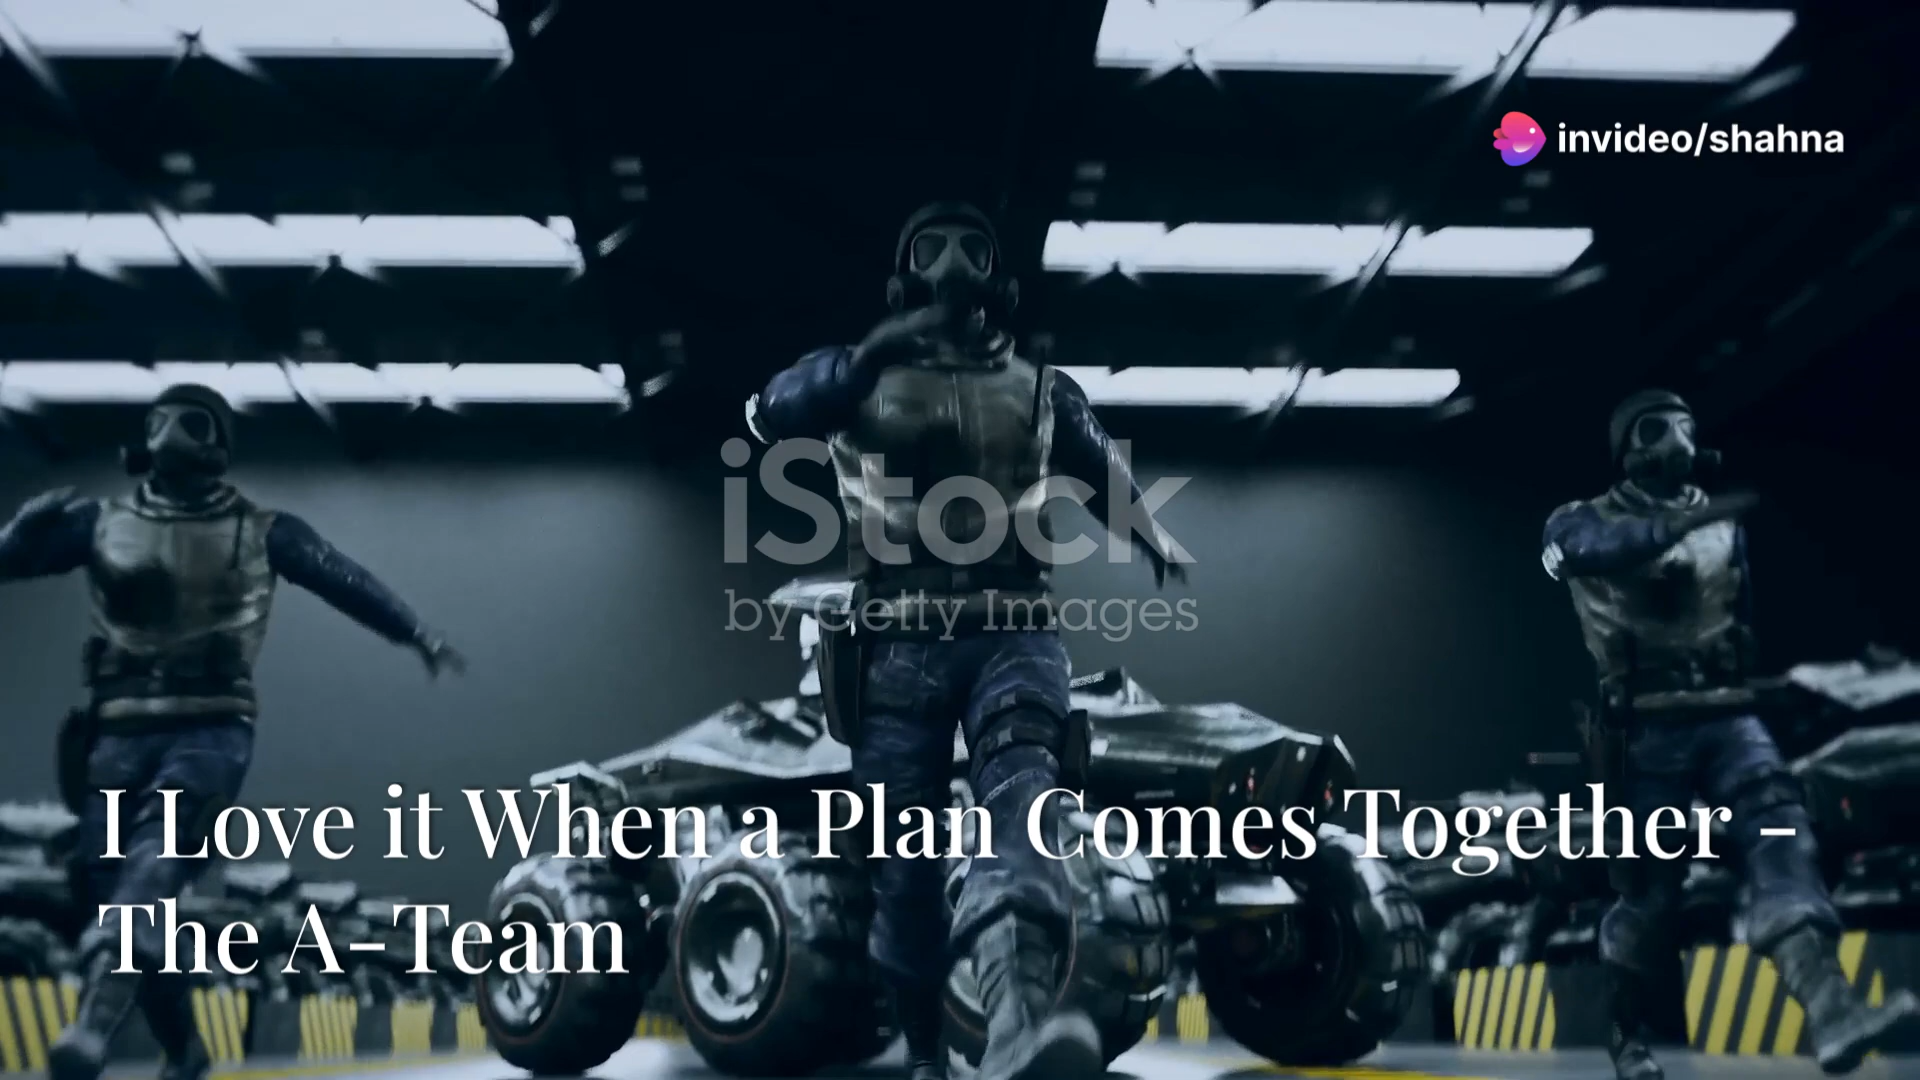 invideo/shahna
iStock
by Getty Images
I Love it When a Plan Comes Together -
The A-Team